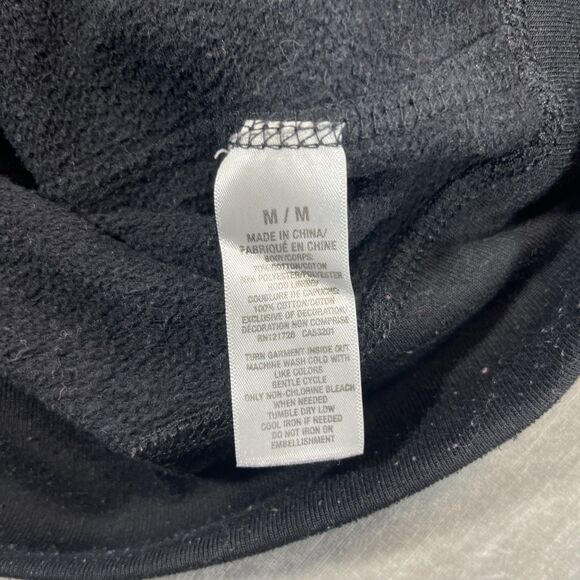 M / M
MADE IN CHINA/
FABRIQUÉ EN CHINE
BODY/CORPS:
70% COTTON/COTON
30% POLYESTER/POLYESTER
HOOD LINING/
DOUBLURE DE CAPUCHE:
100% COTTON/COTON
EXCLUSIVE OF DECORATION/
DÉCORATION NON COMPRISE
RN121726 CA53201
TURN GARMENT INSIDE OUT
MACHINE WASH COLD WITH
LIKE COLORS
GENTLE CYCLE
ONLY NON-CHLORINE BLEACH
WHEN NEEDED
TUMBLE DRY LOW
COOL IRON IF NEEDED
DO NOT IRON ON
EMBELLISHMENT